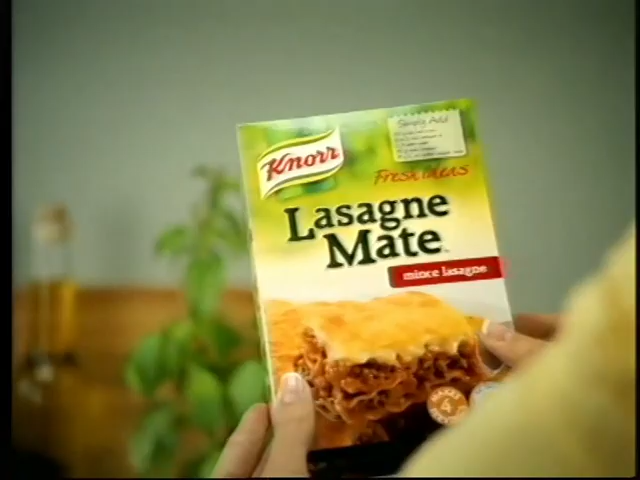 Simply Add
Knorr
Fresh Ideas
Lasagne
Mate
mince lasagne